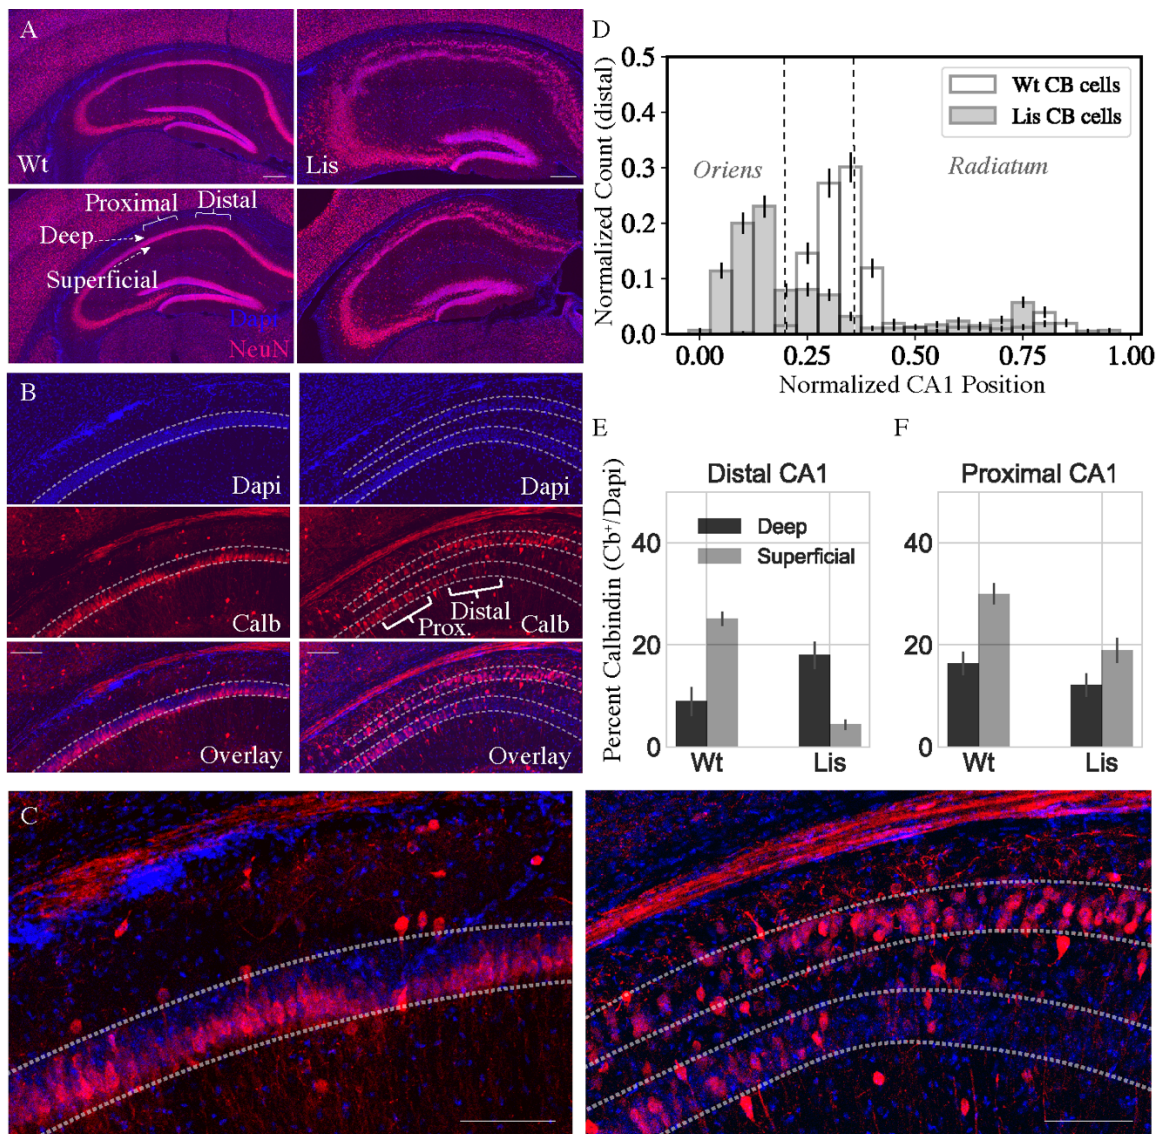 A
Wt
Lis
Proximal
Distal
Deep
Superficial
Dapi
NeuN
B
Dapi
Dapi
Calb
Distal
Prox.
Calb
Overlay
Overlay
C
D
Normalized Count (distal)
0.5
0.4
0.3
0.2
0.1
0.0
Wt CB cells
Lis CB cells
Oriens
Radiatum
0.00 0.25 0.50 0.75 1.00
Normalized CA1 Position
E
Percent Calbindin (Cb⁺/Dapi)
Distal CA1
Deep
Superficial
40
20
0
Wt Lis
F
Proximal CA1
40
20
0
Wt Lis